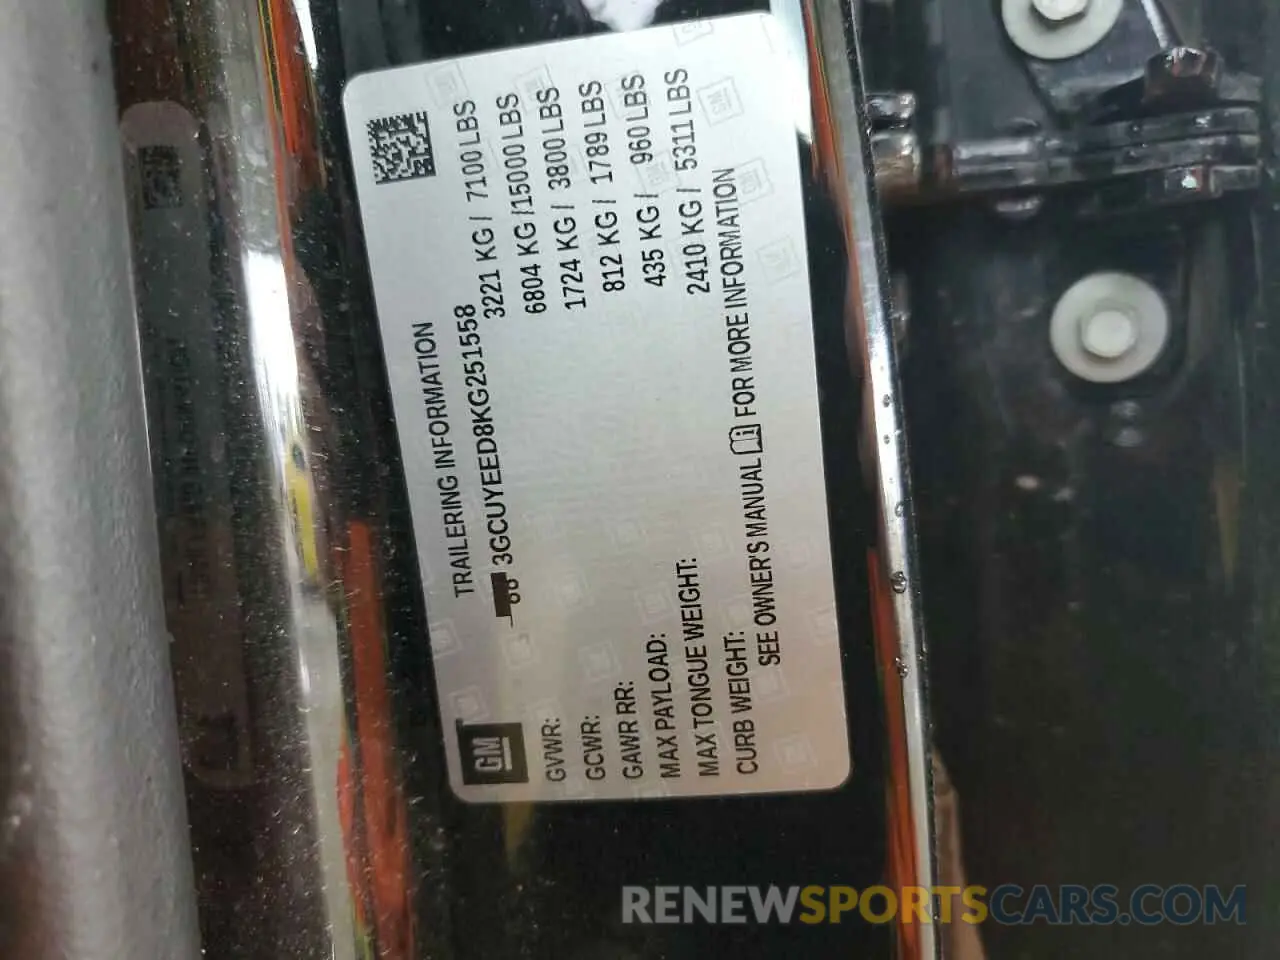 TRAILERING INFORMATION
3GCUYEED8KG251558
GM
GVWR: 3221 KG / 7100 LBS
GCWR: 6804 KG /15000 LBS
GAWR RR: 1724 KG / 3800 LBS
MAX PAYLOAD: 812 KG / 1789 LBS
MAX TONGUE WEIGHT: 435 KG / 960 LBS
CURB WEIGHT: 2410 KG / 5311 LBS
SEE OWNER'S MANUAL FOR MORE INFORMATION
RENEWSPORTSCARS.COM